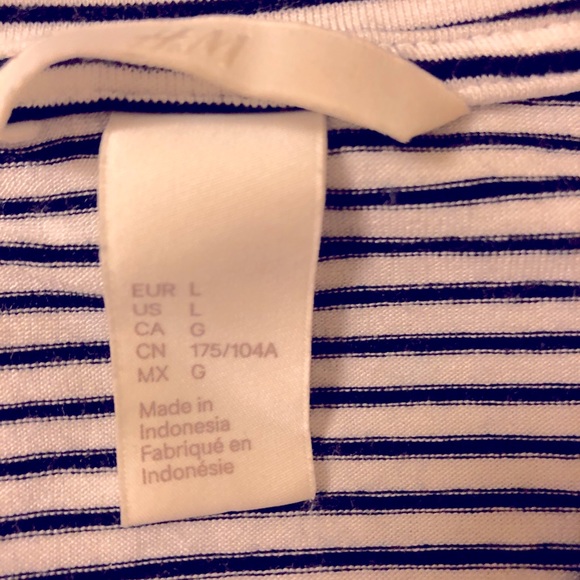 H&M
EUR L
US L
CA G
CN 175/104A
MX G
Made in
Indonesia
Fabriqué en
Indonésie